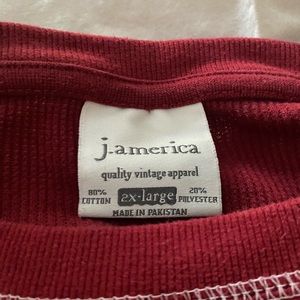 j.america
quality vintage apparel
80% 2x-large 20%
COTTON POLYESTER
MADE IN PAKISTAN